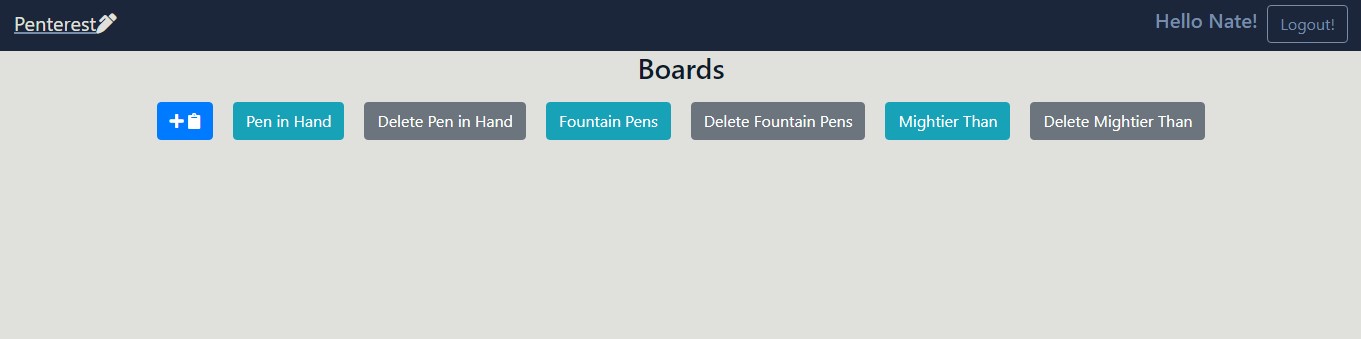 Penterest
Hello Nate! Logout!
Boards
Pen in Hand Delete Pen in Hand Fountain Pens Delete Fountain Pens Mightier Than Delete Mightier Than